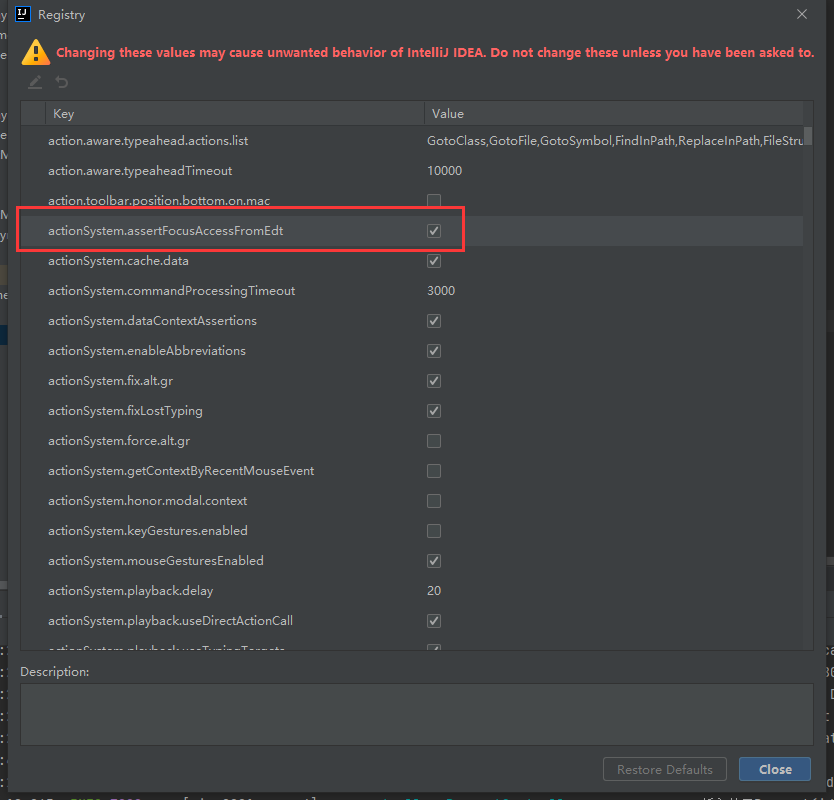 Registry
Changing these values may cause unwanted behavior of IntelliJ IDEA. Do not change these unless you have been asked to.
Key Value
action.aware.typeahead.actions.list GotoClass,GotoFile,GotoSymbol,FindInPath,ReplaceInPath,FileStru
action.aware.typeaheadTimeout 10000
action.toolbar.position.bottom.on.mac
actionSystem.assertFocusAccessFromEdt
actionSystem.cache.data
actionSystem.commandProcessingTimeout 3000
actionSystem.dataContextAssertions
actionSystem.enableAbbreviations
actionSystem.fix.alt.gr
actionSystem.fixLostTyping
actionSystem.force.alt.gr
actionSystem.getContextByRecentMouseEvent
actionSystem.honor.modal.context
actionSystem.keyGestures.enabled
actionSystem.mouseGesturesEnabled
actionSystem.playback.delay 20
actionSystem.playback.useDirectActionCall
actionSystem.playback.useTypingTargets
Description:
Restore Defaults Close